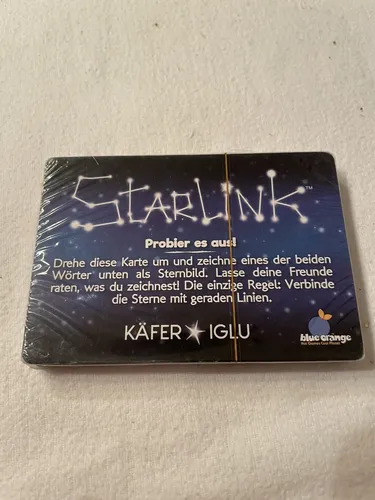 STARLINK™
Probier es aus!
Drehe diese Karte um und zeichne eines der beiden
Wörter unten als Sternbild. Lasse deine Freunde
raten, was du zeichnest! Die einzige Regel: Verbinde
die Sterne mit geraden Linien.
KÄFER IGLU
blue orange